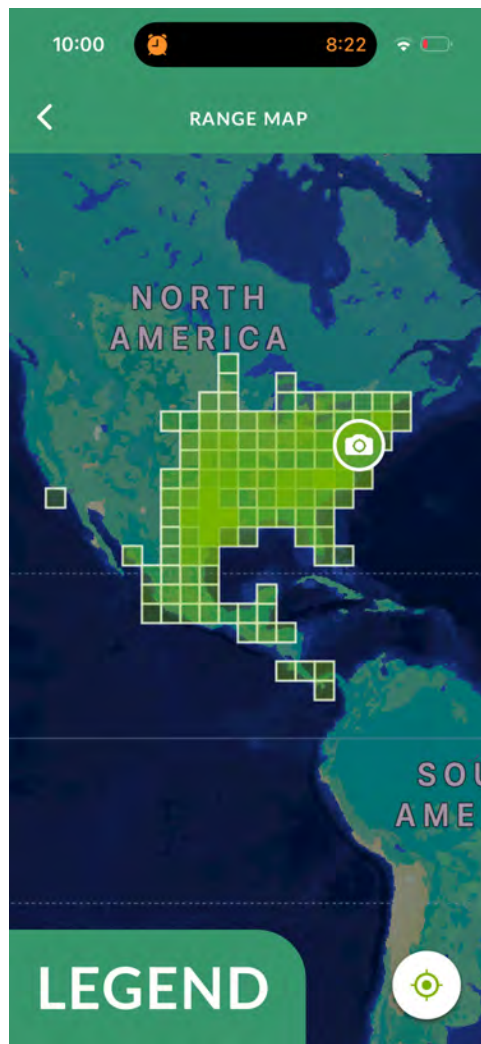 10:00
8:22
RANGE MAP
NORTH
AMERICA
SOU
AME
LEGEND